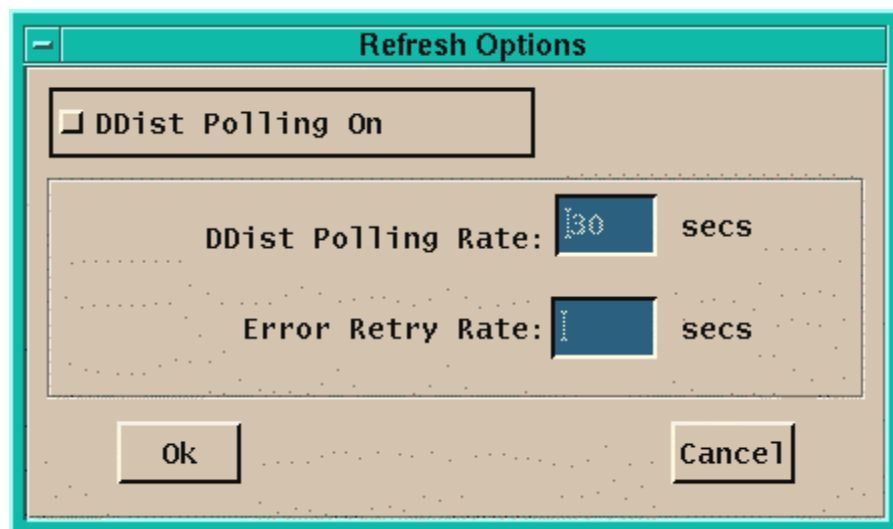 Refresh Options
DDist Polling On
DDist Polling Rate: 30 secs
Error Retry Rate: secs
Ok Cancel